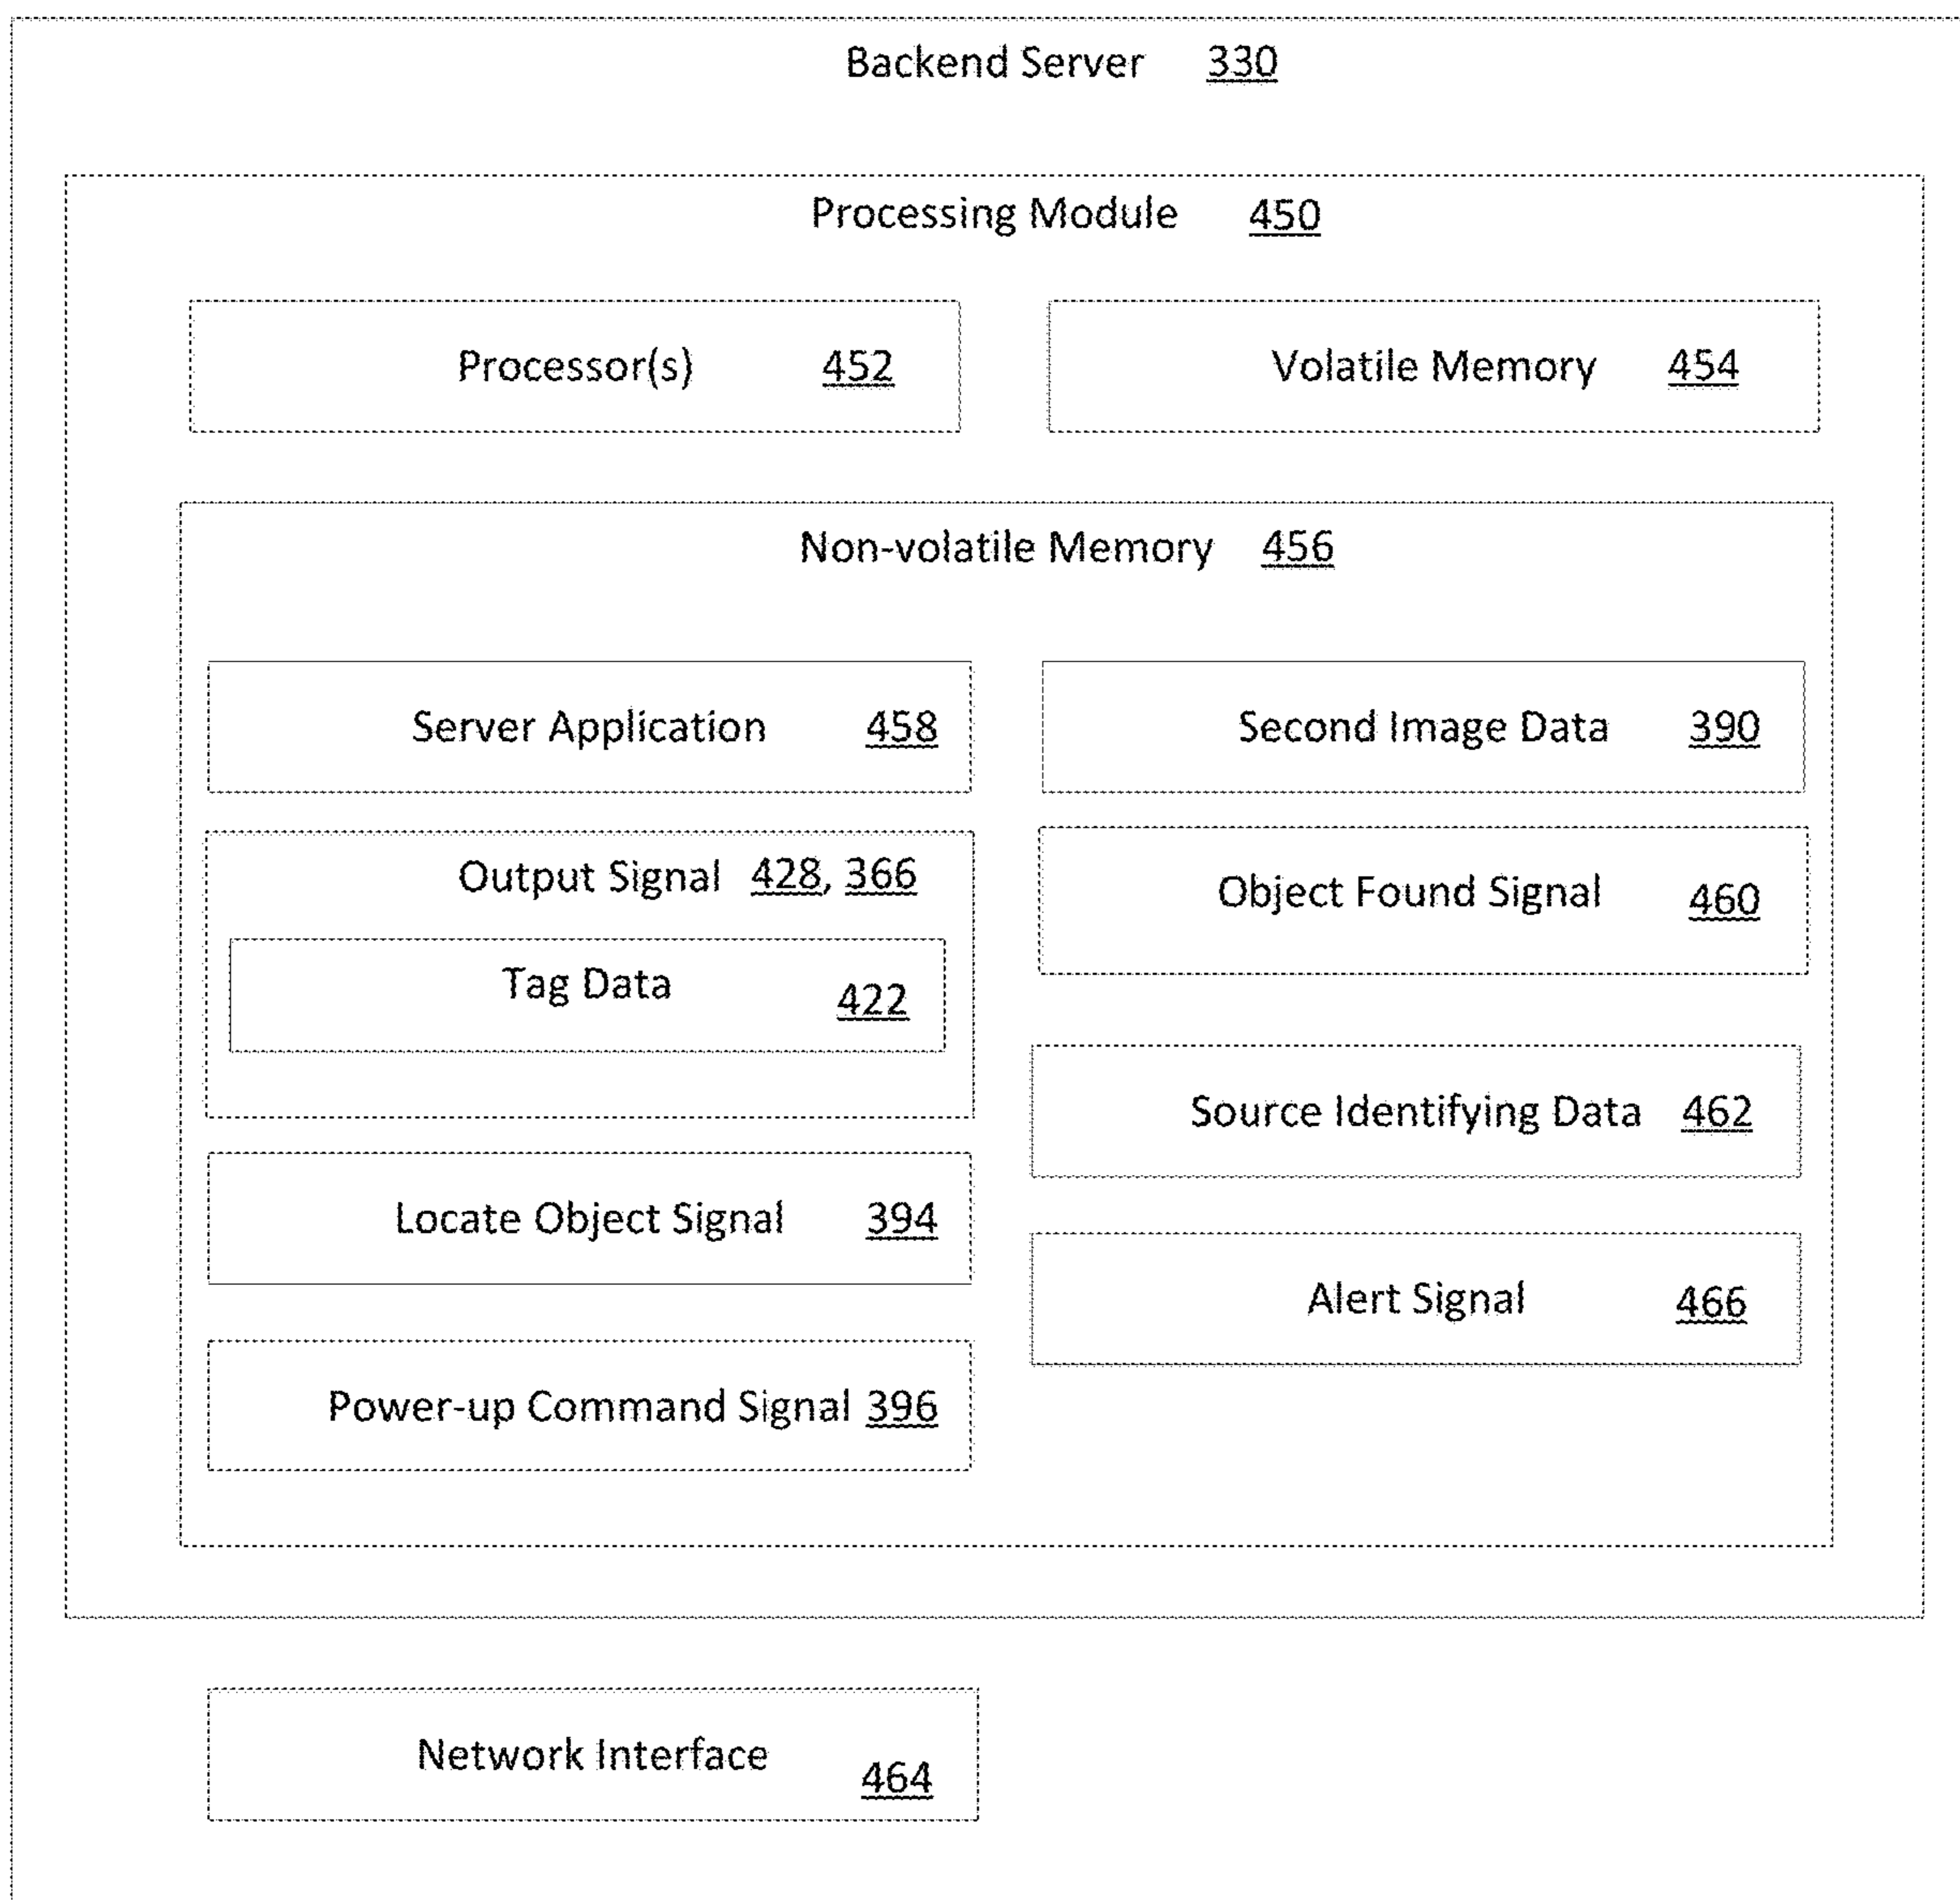 Backend Server 330
Processing Module 450
Processor(s) 452
Volatile Memory 454
Non-volatile Memory 456
Server Application 458
Second Image Data 390
Output Signal 428, 366
Tag Data 422
Object Found Signal 460
Source Identifying Data 462
Locate Object Signal 394
Alert Signal 466
Power-up Command Signal 396
Network Interface 464